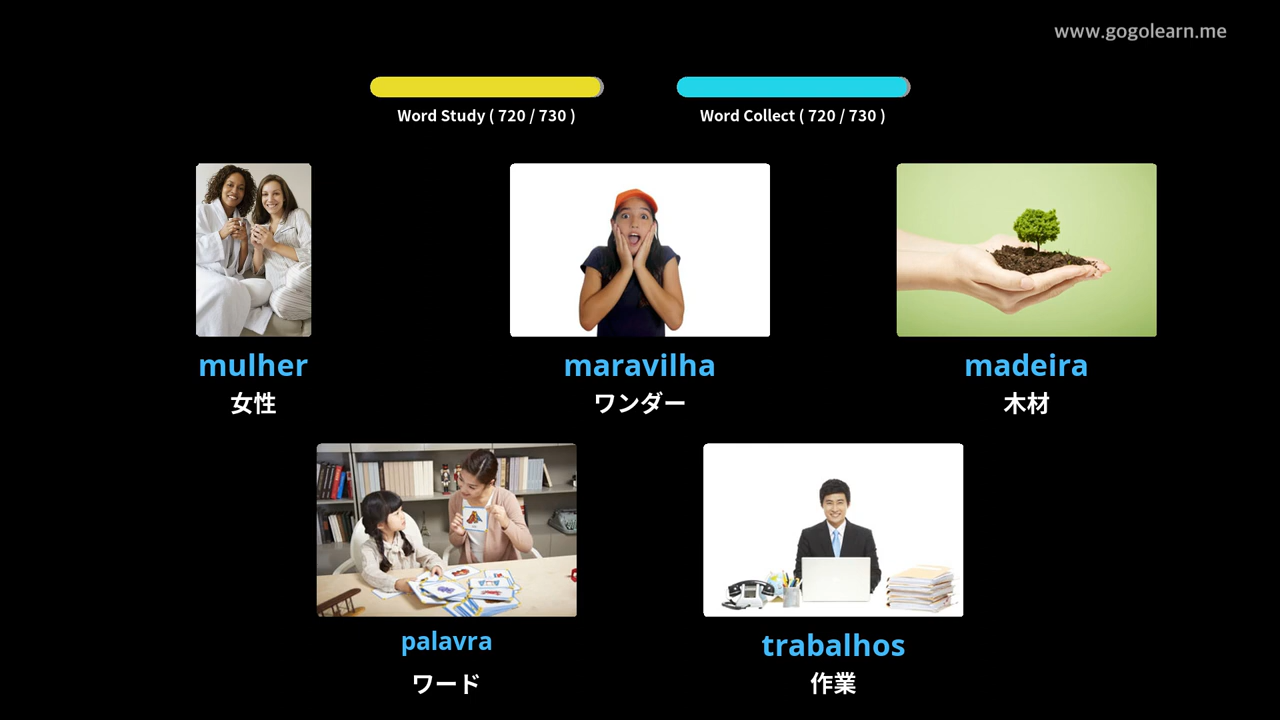 www.gogolearn.me
Word Study ( 720 / 730 )
Word Collect ( 720 / 730 )
mulher
女性
maravilha
ワンダー
madeira
木材
palavra
ワード
trabalhos
作業